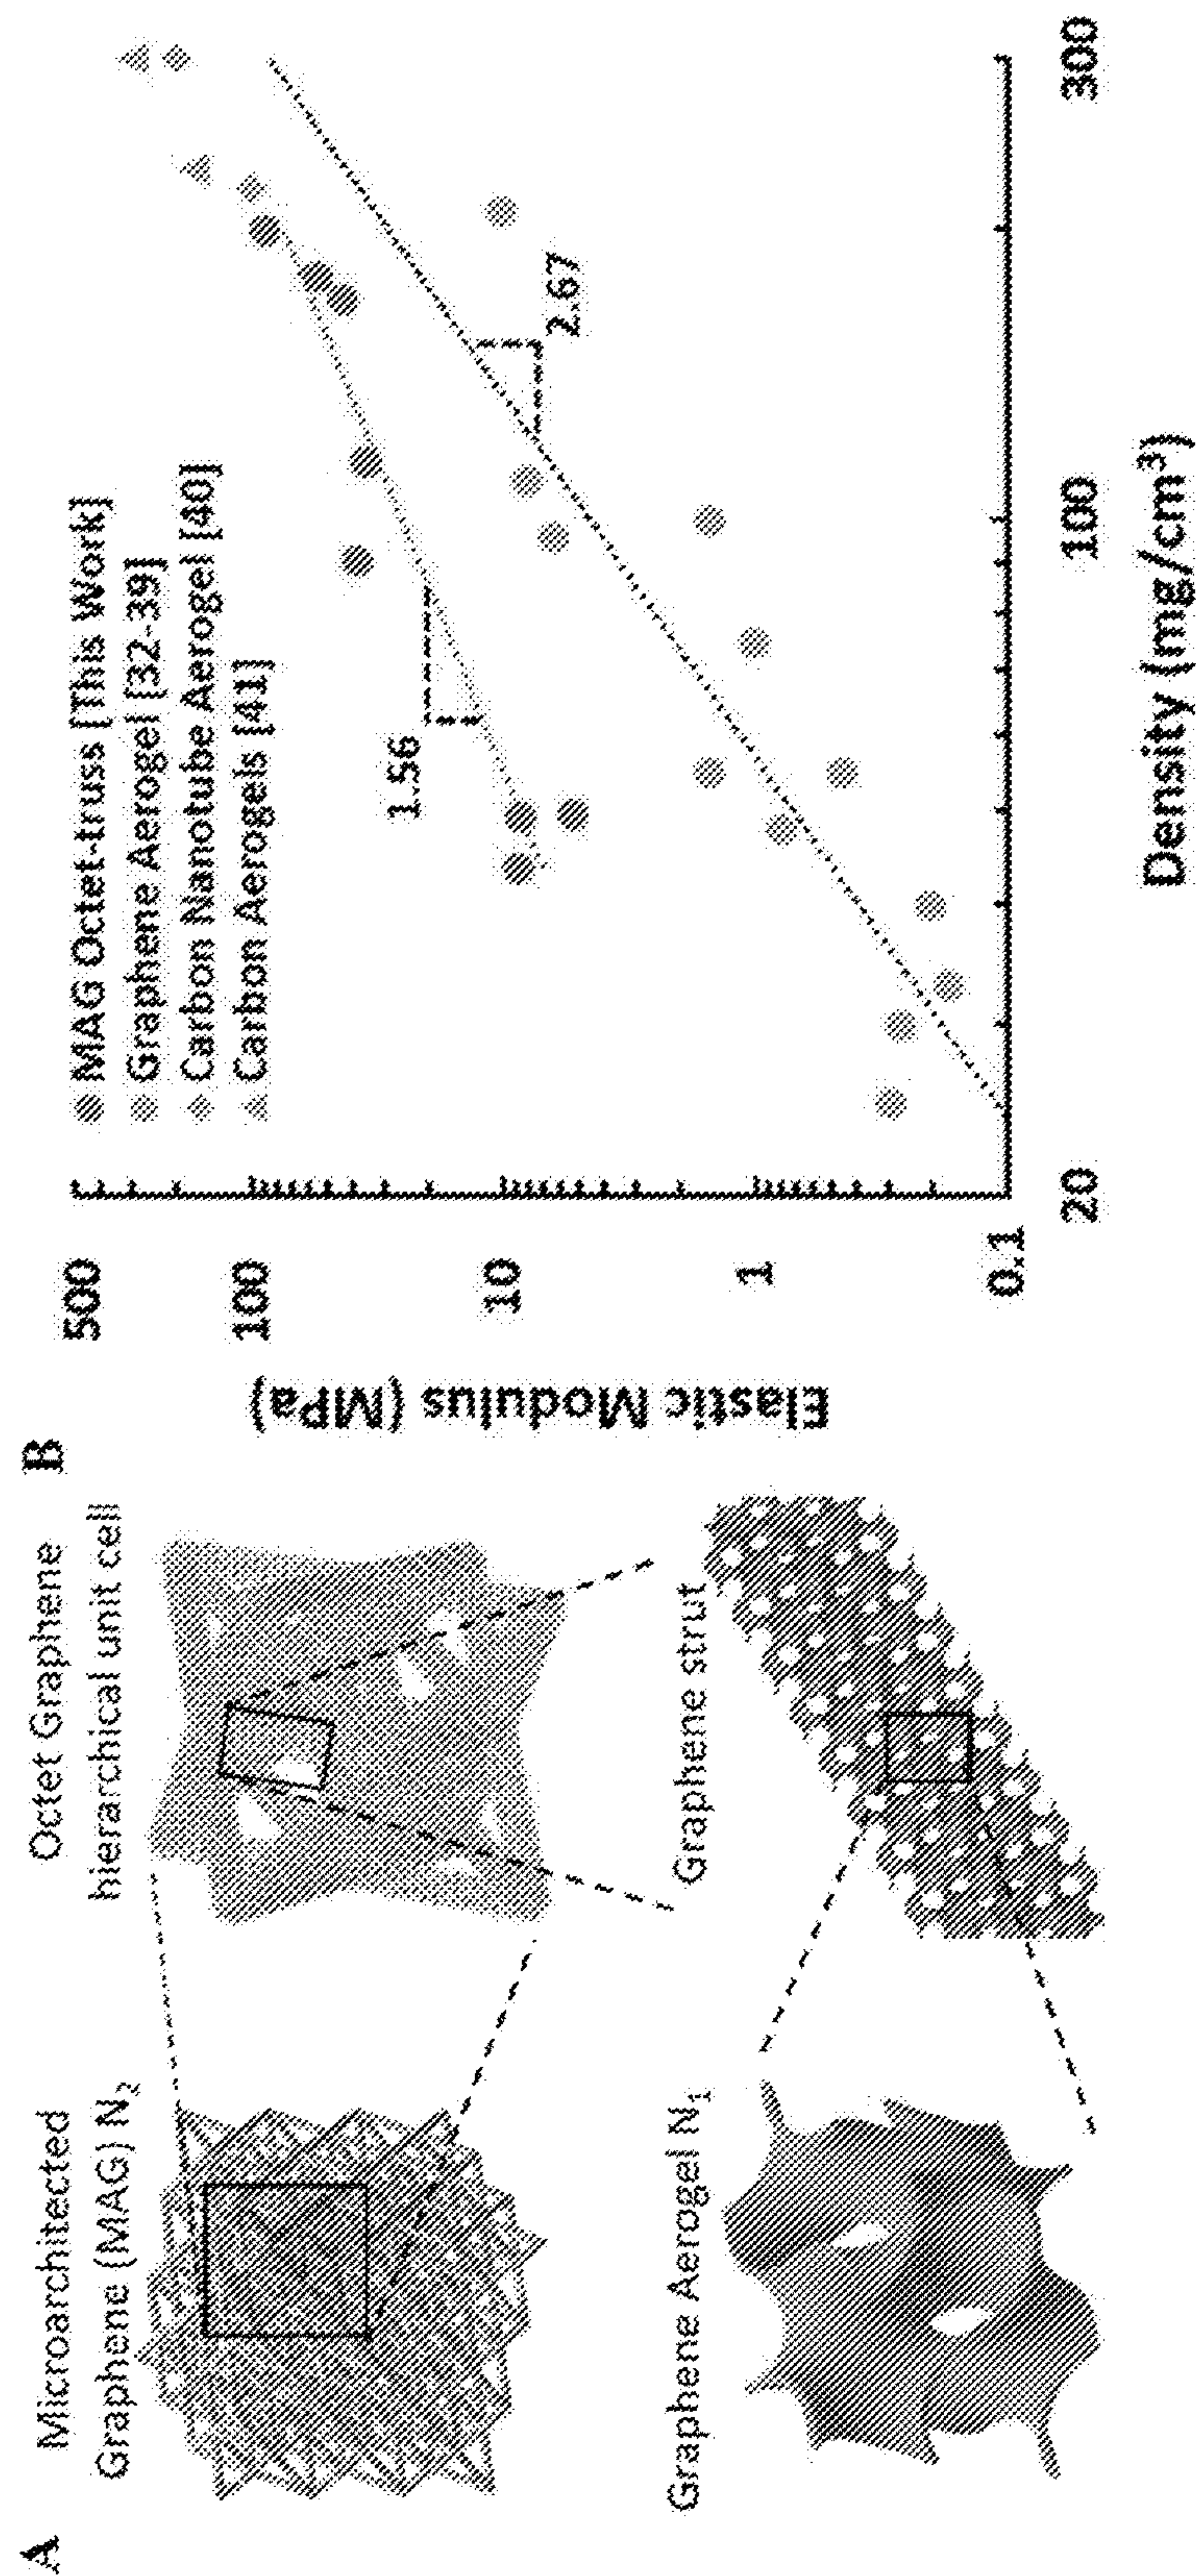 A
Microarchitected
Graphene (MAG) N₂
Octet Graphene
hierarchical unit cell
Graphene Aerogel N₁
Graphene strut
B
Elastic Modulus (MPa)
500
100
10
1
0.1
MAG Octet-truss [This Work]
Graphene Aerogel [32-39]
Carbon Nanotube Aerogel [40]
Carbon Aerogels [41]
1.56
2.67
20
100
300
Density (mg/cm³)